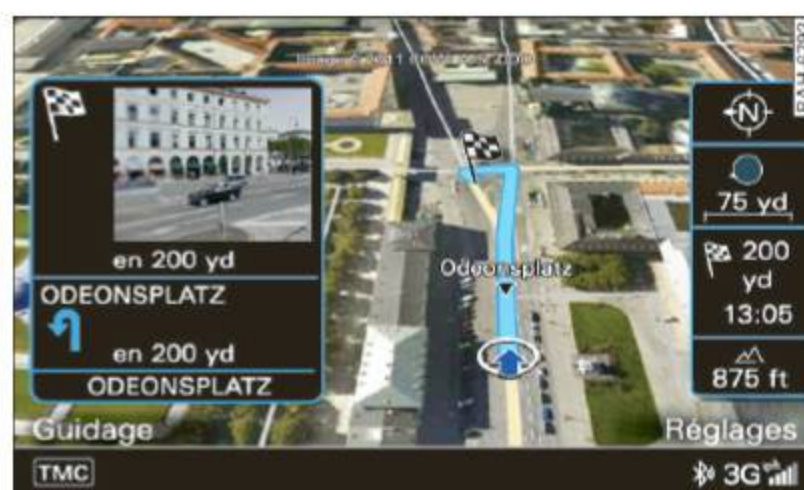 en 200 yd
ODEONSPLATZ
en 200 yd
ODEONSPLATZ
Odeonsplatz
N
75 yd
200
yd
13:05
875 ft
Guidage
Réglages
TMC
3G